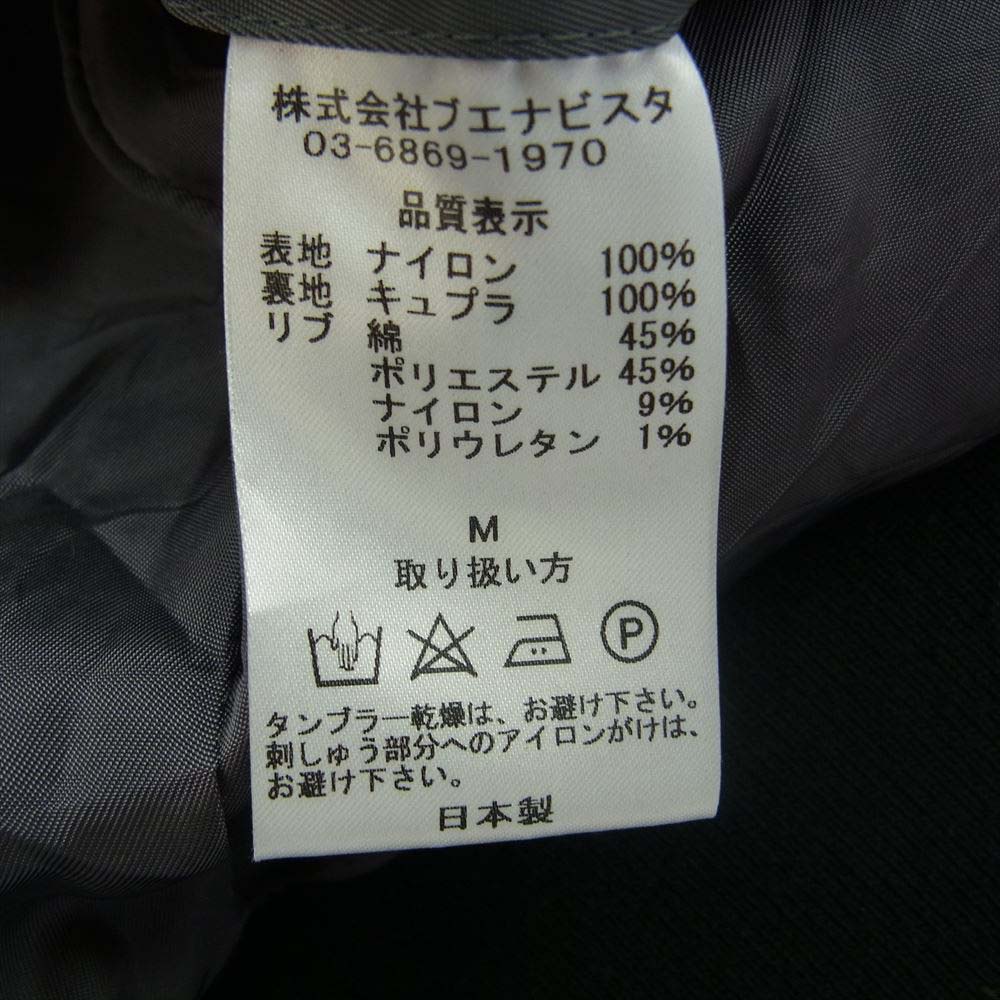 株式会社ブエナビスタ
03-6869-1970
品質表示
表地 ナイロン 100%
裏地 キュプラ 100%
リブ 綿 45%
ポリエステル 45%
ナイロン 9%
ポリウレタン 1%
M
取り扱い方
P
タンブラー乾燥は、お避け下さい。
刺しゅう部分へのアイロンがけは、
お避け下さい。
日本製